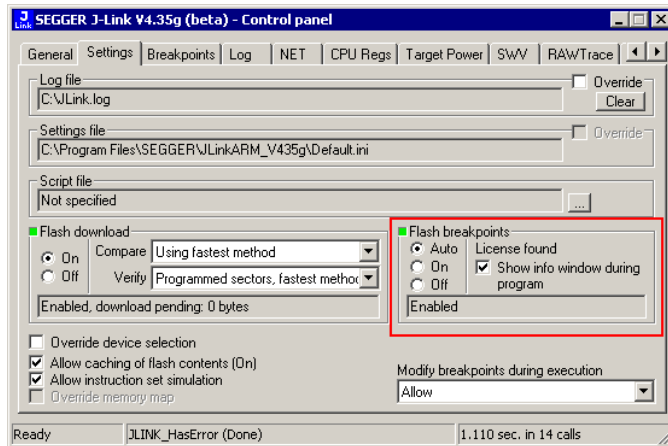 J Link SEGGER J-Link V4.35g (beta) - Control panel
General Settings Breakpoints Log NET CPU Regs Target Power SWV RAWTrace
Log file
Override
C:\JLink.log
Clear
Settings file
Override
C:\Program Files\SEGGER\JLinkARM_V435g\Default.ini
Script file
Not specified
...
Flash download
On
Off
Compare Using fastest method
Verify Programmed sectors, fastest method
Enabled, download pending: 0 bytes
Flash breakpoints
Auto
On
Off
License found
Show info window during
program
Enabled
Override device selection
Allow caching of flash contents (On)
Allow instruction set simulation
Override memory map
Modify breakpoints during execution
Allow
Ready JLINK_HasError (Done) 1.110 sec. in 14 calls